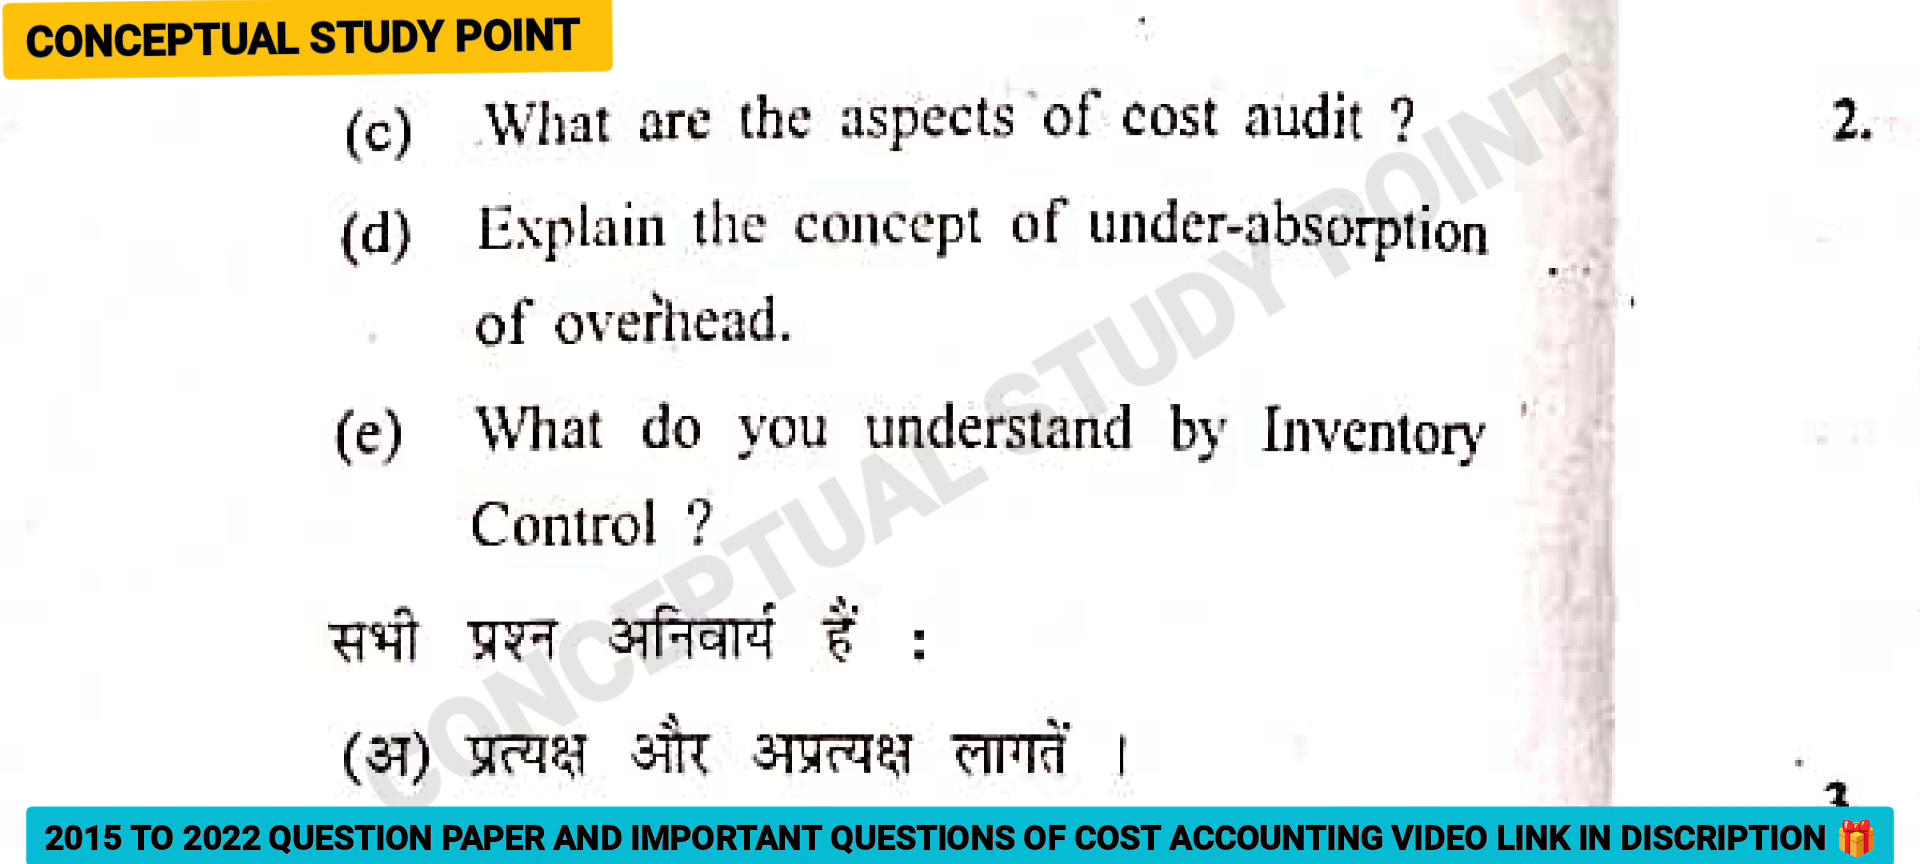 CONCEPTUAL STUDY POINT
(c) What are the aspects of cost audit ?
2.
(d) Explain the concept of under-absorption
of overhead.
(e) What do you understand by Inventory
Control ?
सभी प्रश्न अनिवार्य हैं :
(अ) प्रत्यक्ष और अप्रत्यक्ष लागतें ।
CONCEPTUAL STUDY POINT
2015 TO 2022 QUESTION PAPER AND IMPORTANT QUESTIONS OF COST ACCOUNTING VIDEO LINK IN DISCRIPTION 🎁